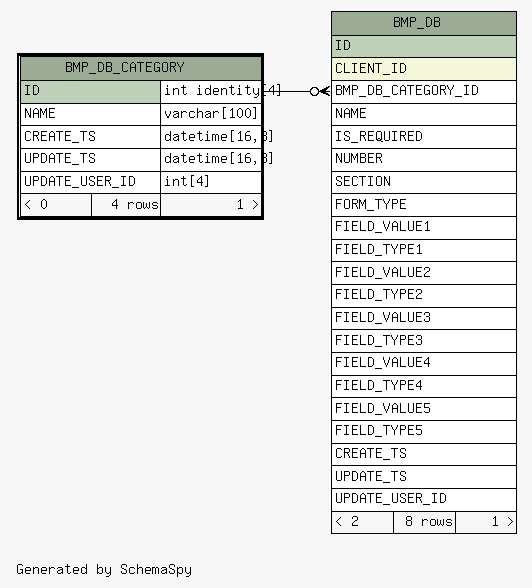 BMP_DB_CATEGORY
ID int identity[4]
NAME varchar[100]
CREATE_TS datetime[16,3]
UPDATE_TS datetime[16,3]
UPDATE_USER_ID int[4]
< 0 4 rows 1 >
BMP_DB
ID
CLIENT_ID
BMP_DB_CATEGORY_ID
NAME
IS_REQUIRED
NUMBER
SECTION
FORM_TYPE
FIELD_VALUE1
FIELD_TYPE1
FIELD_VALUE2
FIELD_TYPE2
FIELD_VALUE3
FIELD_TYPE3
FIELD_VALUE4
FIELD_TYPE4
FIELD_VALUE5
FIELD_TYPE5
CREATE_TS
UPDATE_TS
UPDATE_USER_ID
< 2 8 rows 1 >
Generated by SchemaSpy